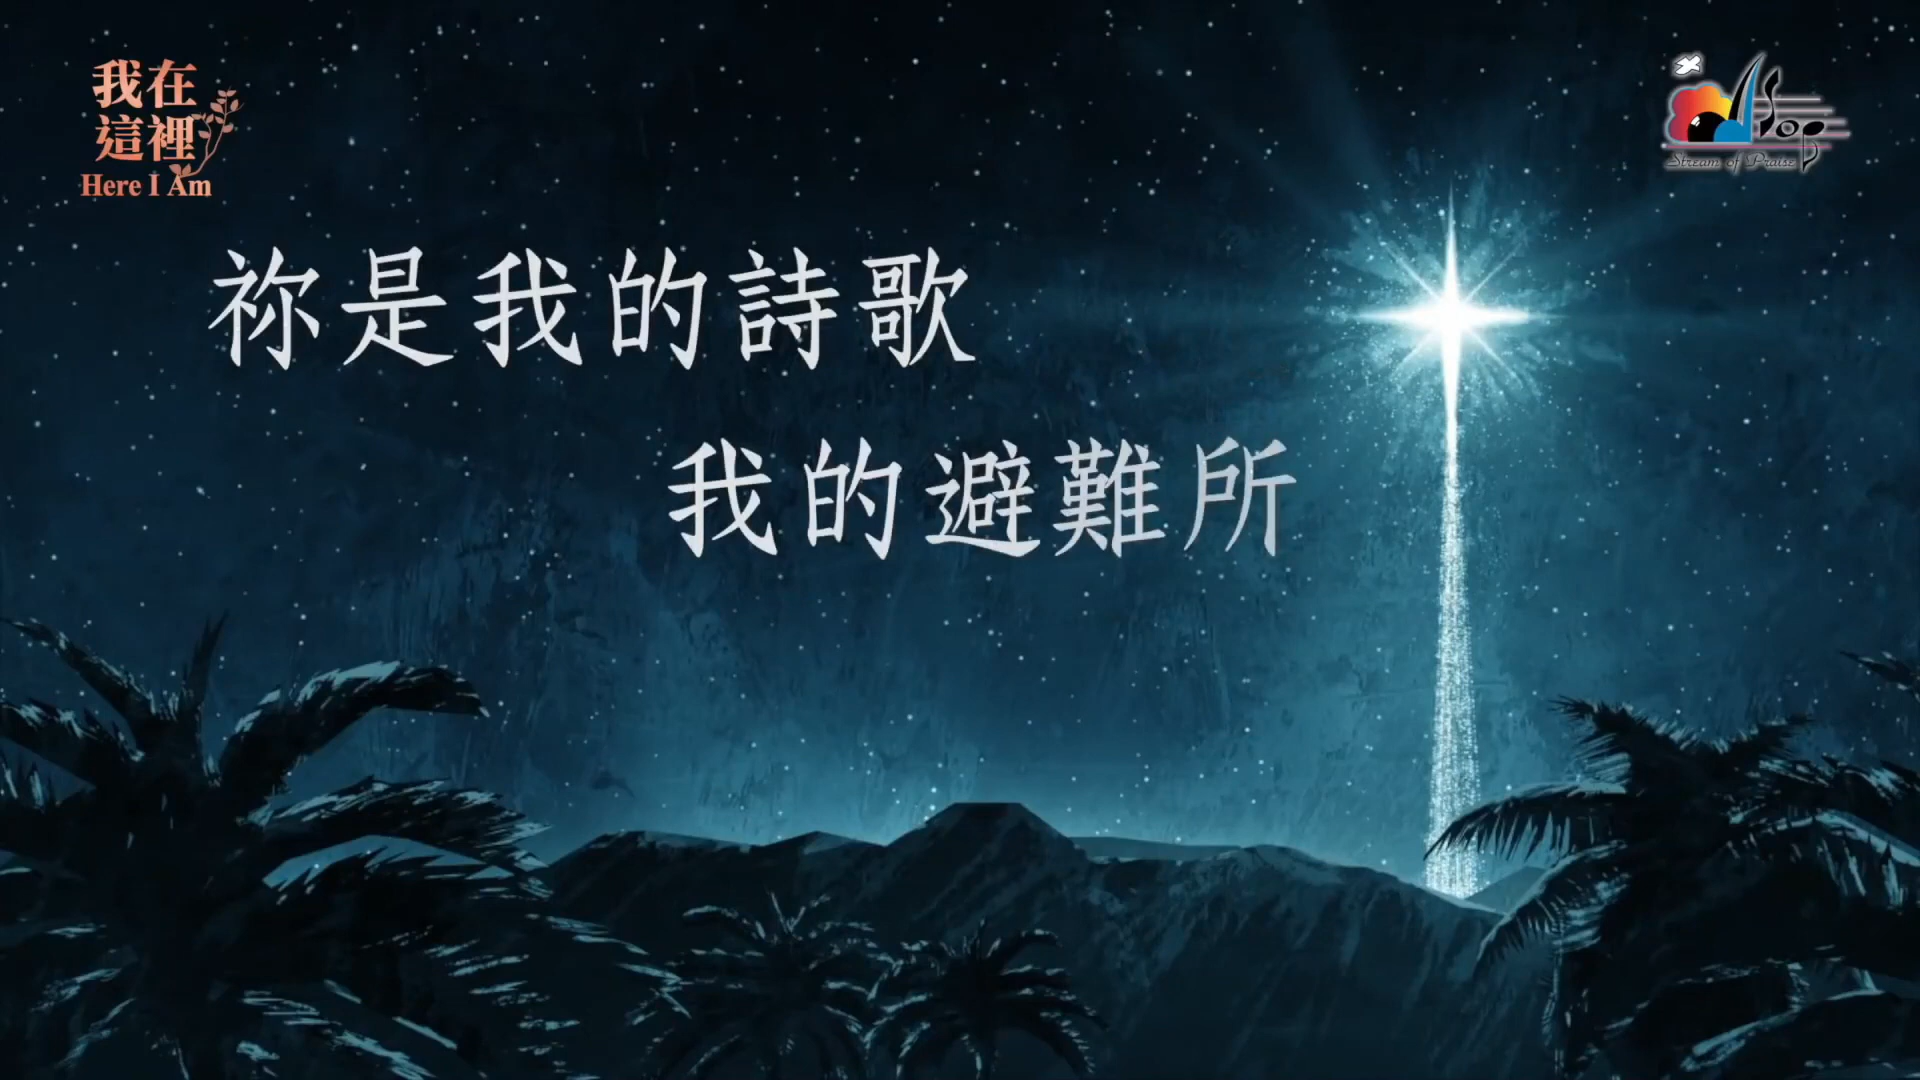 我在
這裡
Here I Am
SOP
Stream of Praise
祢是我的詩歌
我的避難所